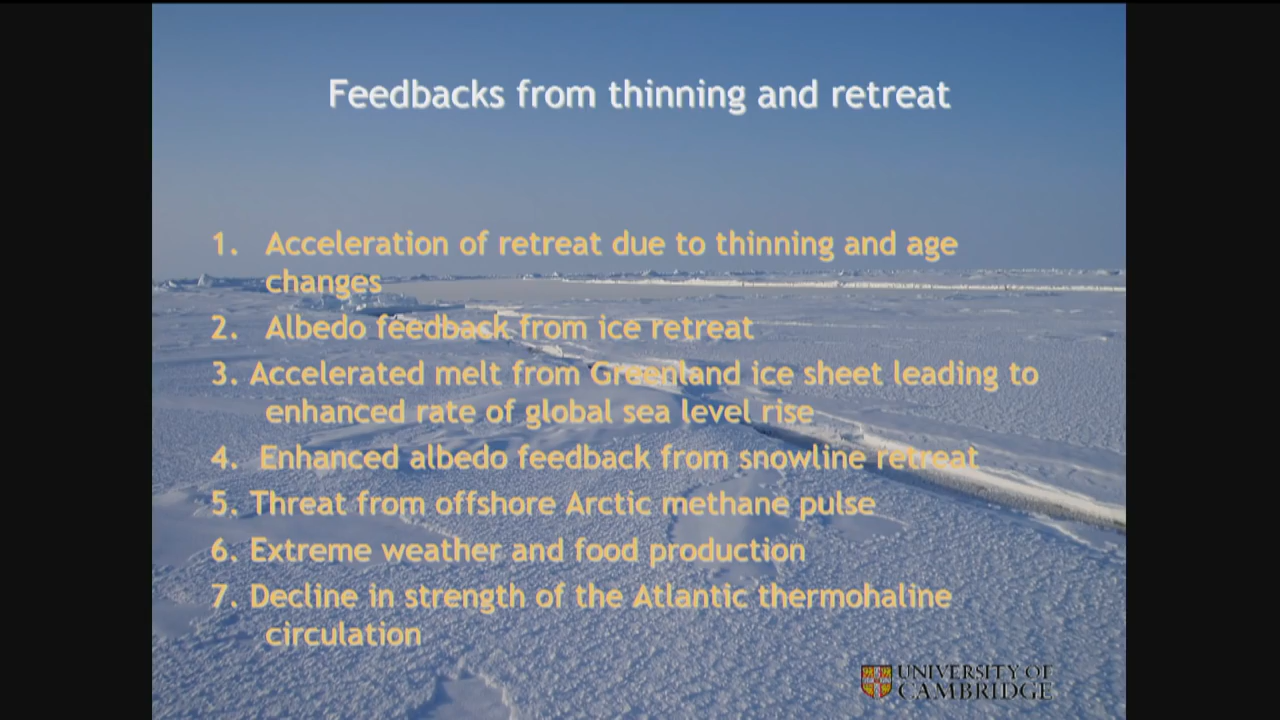 Feedbacks from thinning and retreat
1. Acceleration of retreat due to thinning and age
changes
2. Albedo feedback from ice retreat
3. Accelerated melt from Greenland ice sheet leading to
enhanced rate of global sea level rise
4. Enhanced albedo feedback from snowline retreat
5. Threat from offshore Arctic methane pulse
6. Extreme weather and food production
7. Decline in strength of the Atlantic thermohaline
circulation
UNIVERSITY OF
CAMBRIDGE